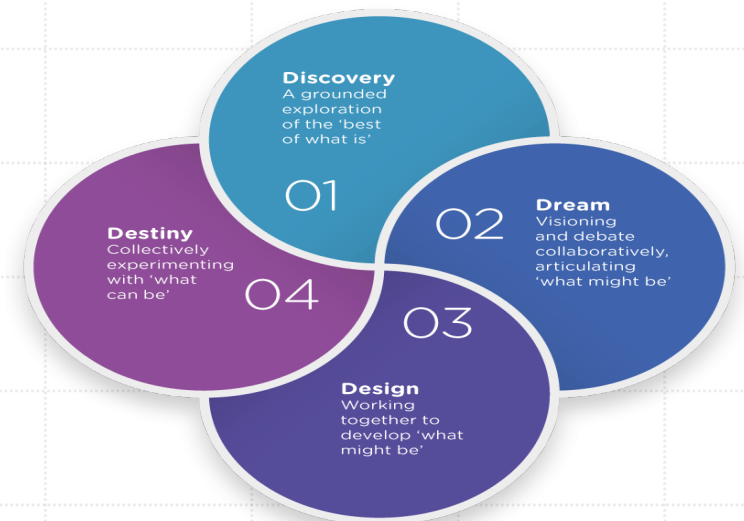 Discovery
A grounded
exploration
of the ‘best
of what is’
01
02
Dream
Visioning
and debate
collaboratively,
articulating
‘what might be’
03
Design
Working
together to
develop ‘what
might be’
Destiny
Collectively
experimenting
with ‘what
can be’
04